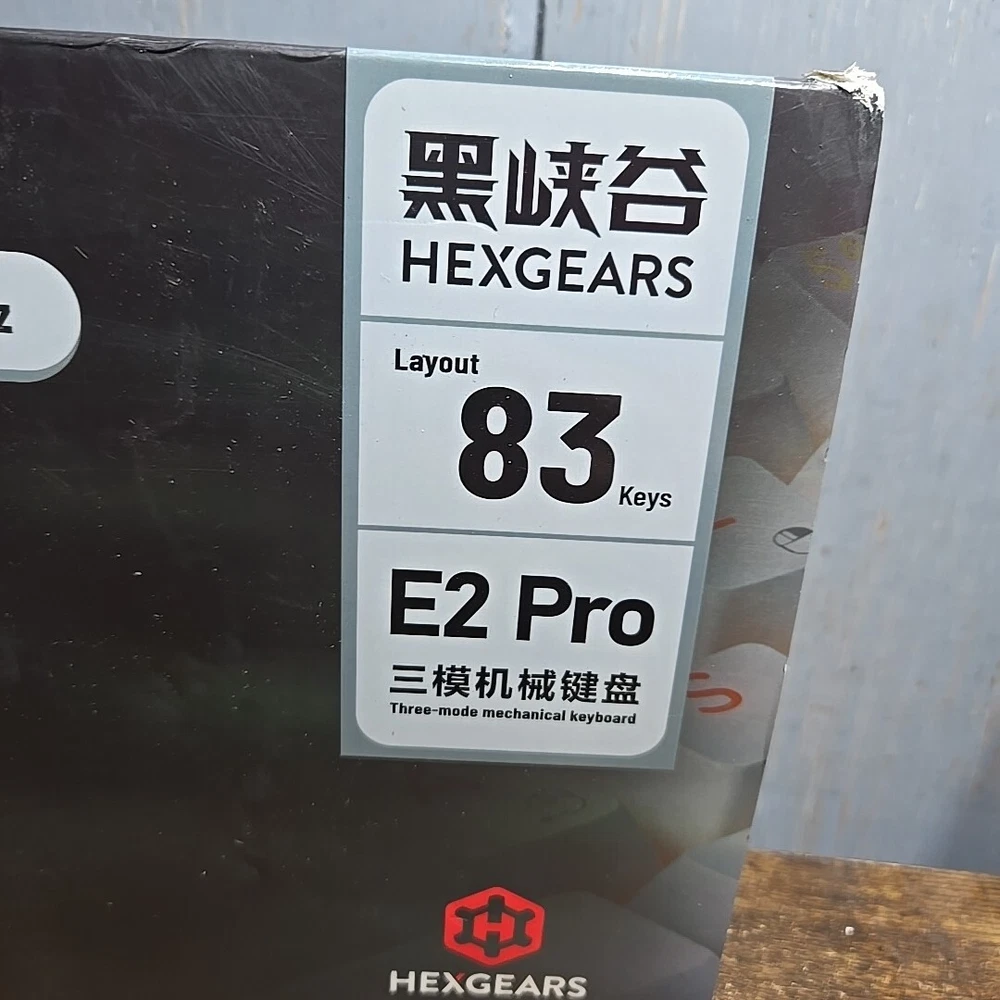 黑峡谷
HEXGEARS
Layout
83
Keys
E2 Pro
三模机械键盘
Three-mode mechanical keyboard
z
HEXGEARS